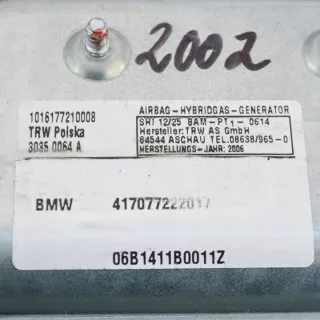 2002
1016177210008
TRW Polska
3035 0064 A
AIRBAG-HYBRIDGAS-GENERATOR
SHI 12/25 BAM-PT1-0614
Hersteller:TRW AS GmbH
84544 ASCHAU TEL.08638/965-0
HERSTELLUNGS-JAHR: 2006
BMW 417077222017
06B1411B0011Z